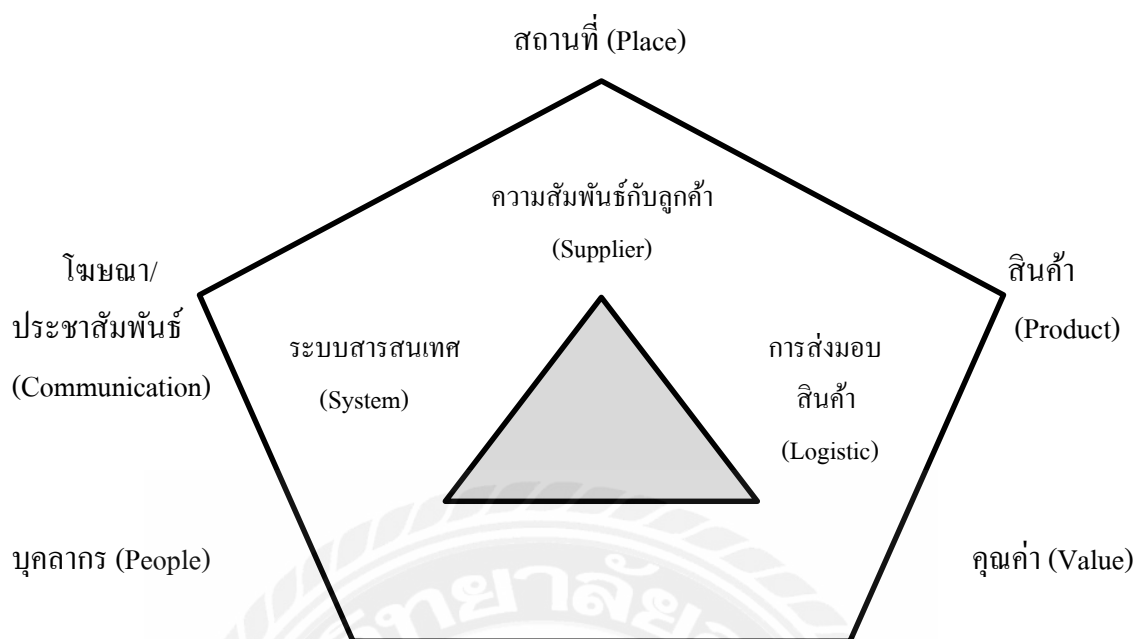 สถานที่ (Place)
ความสัมพันธ์กับลูกค้า
(Supplier)
โฆษณา/
ประชาสัมพันธ์
(Communication)
สินค้า
(Product)
ระบบสารสนเทศ
(System)
การส่งมอบ
สินค้า
(Logistic)
บุคลากร (People)
คุณค่า (Value)